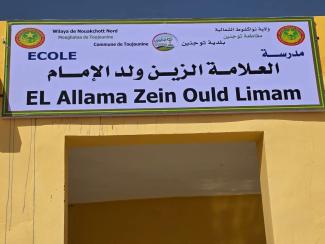 Wilaya de Nouakchott Nord
ولاية نواكشوط الشمالية
Moughataa de Toujounine
مقاطعة توجنين
Commune de Toujounine
بلدية توجنين
ECOLE
مدرسة
العلامة الزين ولد الإمام
EL Allama Zein Ould Limam